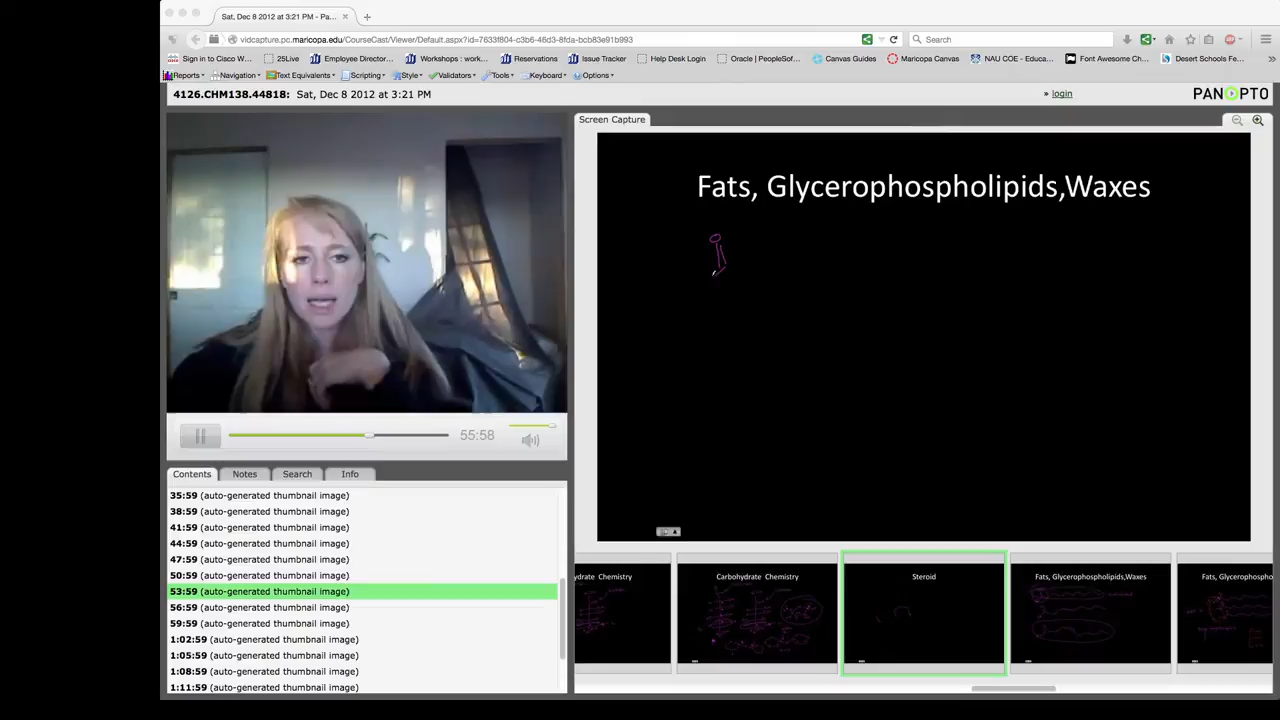 Sat, Dec 8 2012 at 3:21 PM - Pa...
vidcapture.pc.maricopa.edu/CourseCast/Viewer/Default.aspx?id=7633f804-c3b6-46d3-8fda-bcb83e91b993
Search
Sign in to Cisco W... 25Live Employee Director... Workshops : work... Reservations Issue Tracker Help Desk Login Oracle | PeopleSof... Canvas Guides Maricopa Canvas NAU COE - Educa... Font Awesome Ch... Desert Schools Fe...
Reports Navigation Text Equivalents Scripting Style Validators Tools Keyboard Options
4126.CHM138.44818: Sat, Dec 8 2012 at 3:21 PM
» login
PANOPTO
Screen Capture
Fats, Glycerophospholipids,Waxes
55:58
Contents Notes Search Info
35:59 (auto-generated thumbnail image)
38:59 (auto-generated thumbnail image)
41:59 (auto-generated thumbnail image)
44:59 (auto-generated thumbnail image)
47:59 (auto-generated thumbnail image)
50:59 (auto-generated thumbnail image)
53:59 (auto-generated thumbnail image)
56:59 (auto-generated thumbnail image)
59:59 (auto-generated thumbnail image)
1:02:59 (auto-generated thumbnail image)
1:05:59 (auto-generated thumbnail image)
1:08:59 (auto-generated thumbnail image)
1:11:59 (auto-generated thumbnail image)
ydrate Chemistry
Carbohydrate Chemistry
Steroid
Fats, Glycerophospholipids,Waxes
Fats, Glycerophospho